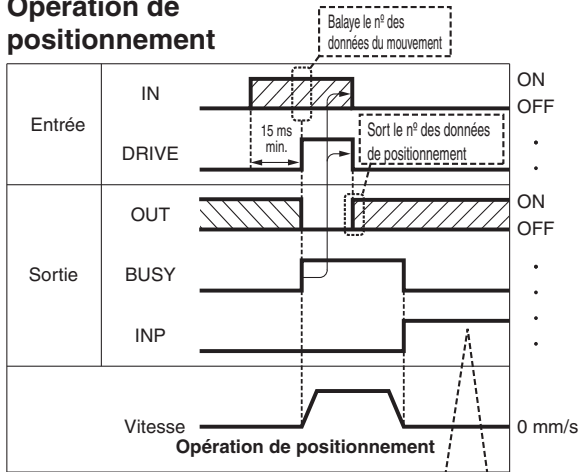 Opération de
positionnement
Balaye le nº des
données du mouvement
Entrée
IN
ON
OFF
15 ms
min.
Sort le nº des données
de positionnement
DRIVE
Sortie
OUT
ON
OFF
BUSY
INP
Vitesse
0 mm/s
Opération de positionnement